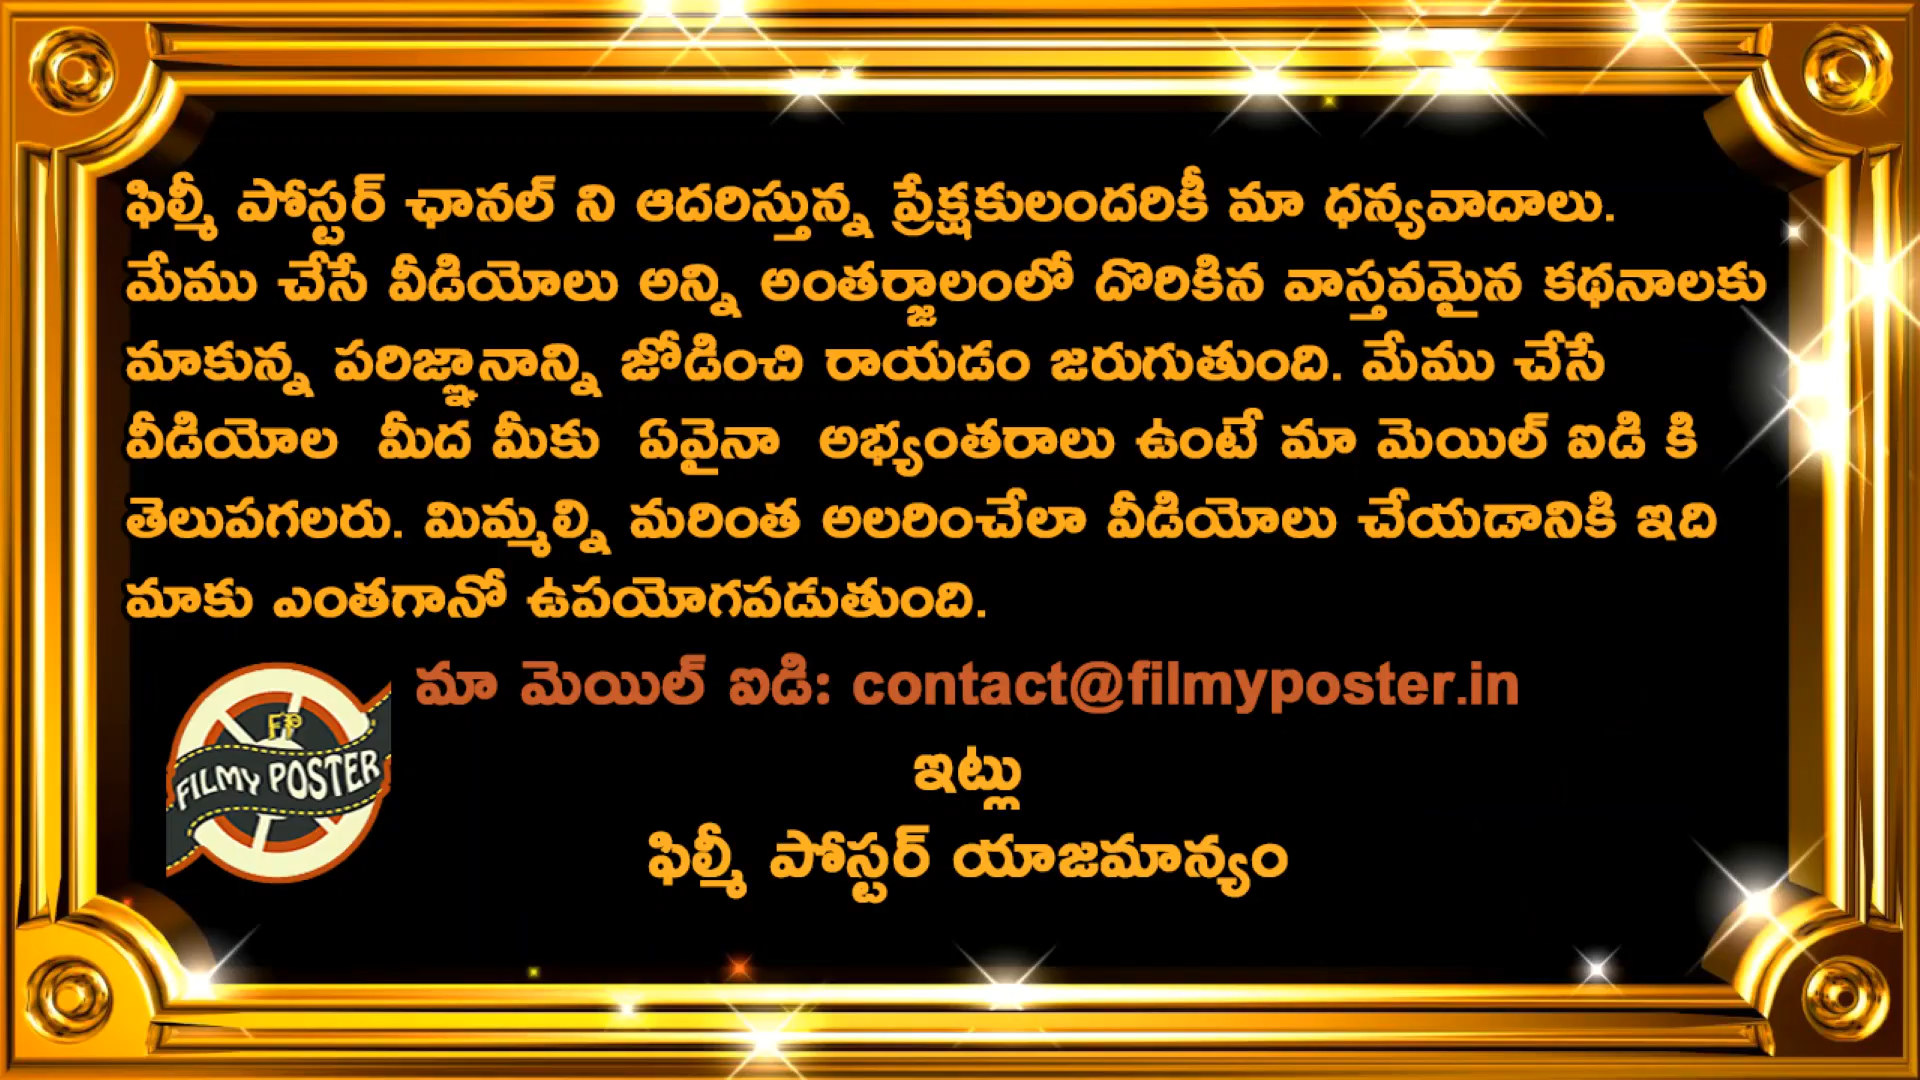 ఫిల్మీ పోస్టర్ ఛానల్ ని ఆదరిస్తున్న ప్రేక్షకులందరికీ మా ధన్యవాదాలు.
మేము చేసే వీడియోలు అన్ని అంతర్జాలంలో దొరికిన వాస్తవమైన కథనాలకు
మాకున్న పరిజ్ఞానాన్ని జోడించి రాయడం జరుగుతుంది. మేము చేసే
వీడియోల మీద మీకు ఏవైనా అభ్యంతరాలు ఉంటే మా మెయిల్ ఐడి కి
తెలుపగలరు. మిమ్మల్ని మరింత అలరించేలా వీడియోలు చేయడానికి ఇది
మాకు ఎంతగానో ఉపయోగపడుతుంది.
మా మెయిల్ ఐడి: contact@filmyposter.in
FP
FILMY POSTER
ఇట్లు
ఫిల్మీ పోస్టర్ యాజమాన్యం